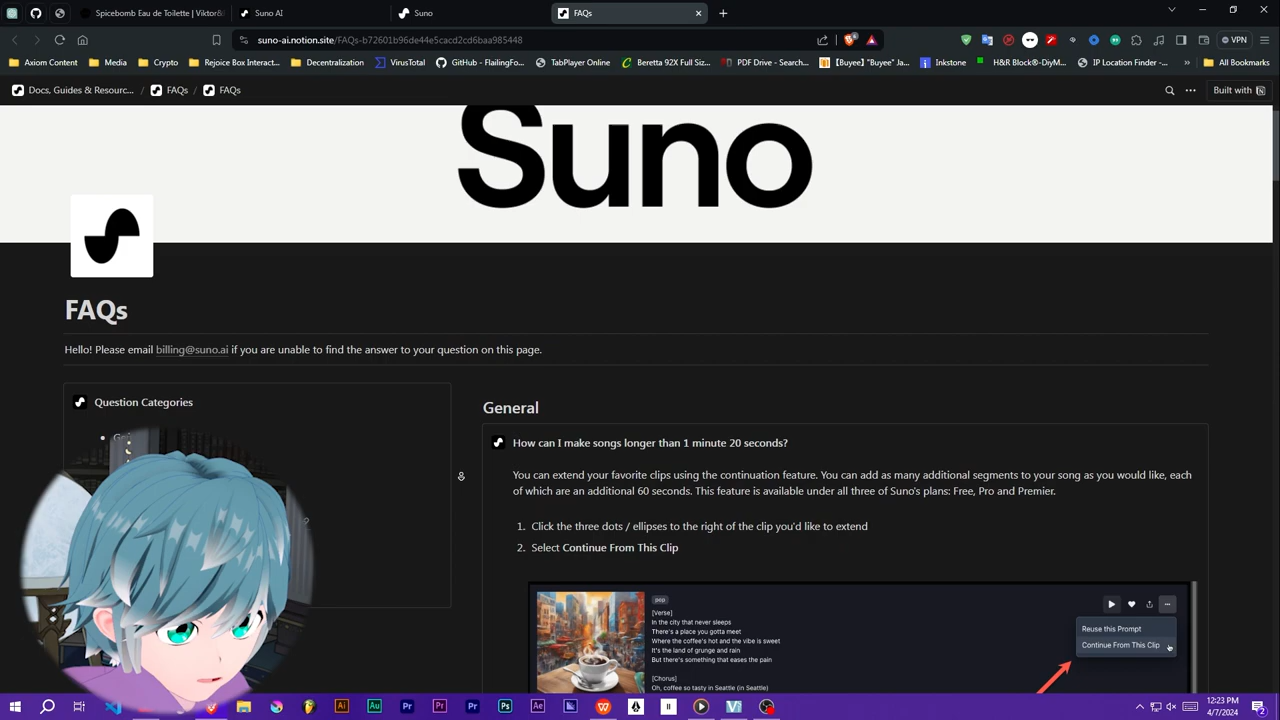 Spicebomb Eau de Toilette | Viktor&
Suno AI
Suno
FAQs
suno-ai.notion.site/FAQs-b72601b96de44e5cacd2cd6baa985448
6
VPN
Axiom Content
Media
Crypto
Rejoice Box Interact...
Decentralization
VirusTotal
GitHub - FlailingFo...
TabPlayer Online
Beretta 92X Full Siz...
PDF Drive - Search...
[Buyee] "Buyee" Ja...
Inkstone
H&R Block®-DiyM...
IP Location Finder -...
»
All Bookmarks
Docs, Guides & Resourc... / FAQs / FAQs
Built with
Suno
FAQs
Hello! Please email billing@suno.ai if you are unable to find the answer to your question on this page.
Question Categories
General
How can I make songs longer than 1 minute 20 seconds?
You can extend your favorite clips using the continuation feature. You can add as many additional segments to your song as you would like, each
of which are an additional 60 seconds. This feature is available under all three of Suno's plans: Free, Pro and Premier.
1. Click the three dots / ellipses to the right of the clip you'd like to extend
2. Select Continue From This Clip
pop
[Verse]
In the city that never sleeps
There's a place you gotta meet
Where the coffee's hot and the vibe is sweet
It's the land of grunge and rain
But there's something that eases the pain
[Chorus]
Oh, coffee so tasty in Seattle (in Seattle)
Reuse this Prompt
Continue From This Clip
12:23 PM
4/7/2024